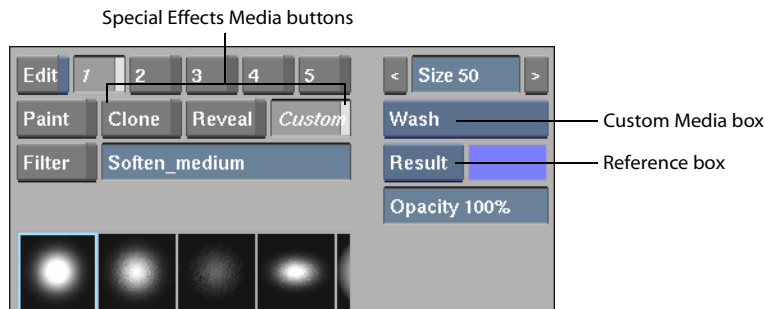 Special Effects Media buttons
Edit 1 2 3 4 5 < Size 50 >
Paint Clone Reveal Custom Wash Custom Media box
Filter Soften_medium Result Reference box
Opacity 100%